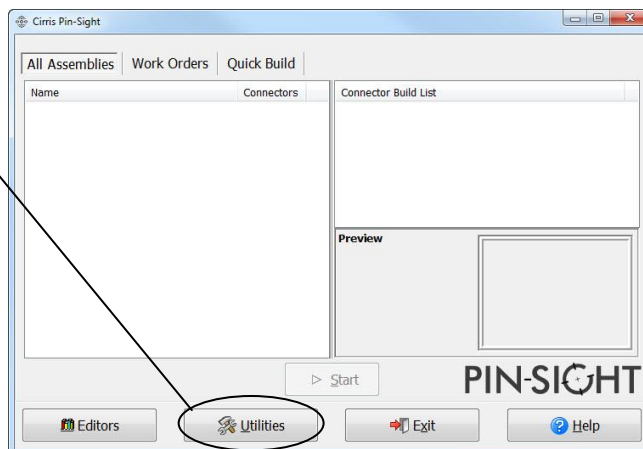 Cirris Pin-Sight
All Assemblies Work Orders Quick Build
Name Connectors Connector Build List
Preview
Start
PIN-SIGHT
Editors Utilities Exit Help